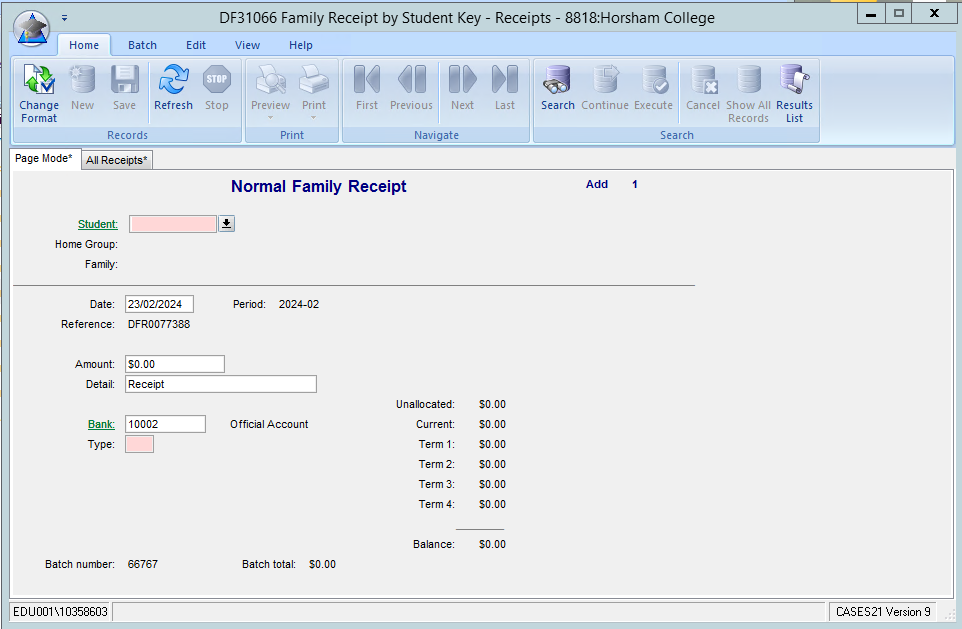 DF31066 Family Receipt by Student Key - Receipts - 8818:Horsham College
Home Batch Edit View Help
Change Format New Save Refresh Stop Preview Print First Previous Next Last Search Continue Execute Cancel Show All Records Results List
Records Print Navigate Search
Page Mode* All Receipts*
Normal Family Receipt Add 1
Student:
Home Group:
Family:
Date: 23/02/2024 Period: 2024-02
Reference: DFR0077388
Amount: $0.00
Detail: Receipt
Unallocated: $0.00
Bank: 10002 Official Account Current: $0.00
Type: Term 1: $0.00
Term 2: $0.00
Term 3: $0.00
Term 4: $0.00
Balance: $0.00
Batch number: 66767 Batch total: $0.00
EDU001\10358603 CASES21 Version 9